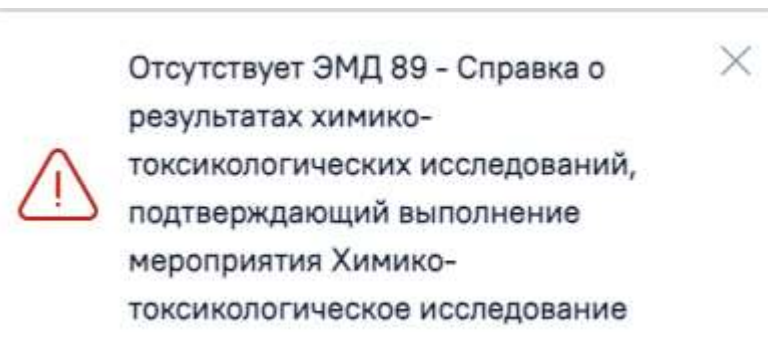 Отсутствует ЭМД 89 - Справка о
результатах химико-
токсикологических исследований,
подтверждающий выполнение
мероприятия Химико-
токсикологическое исследование